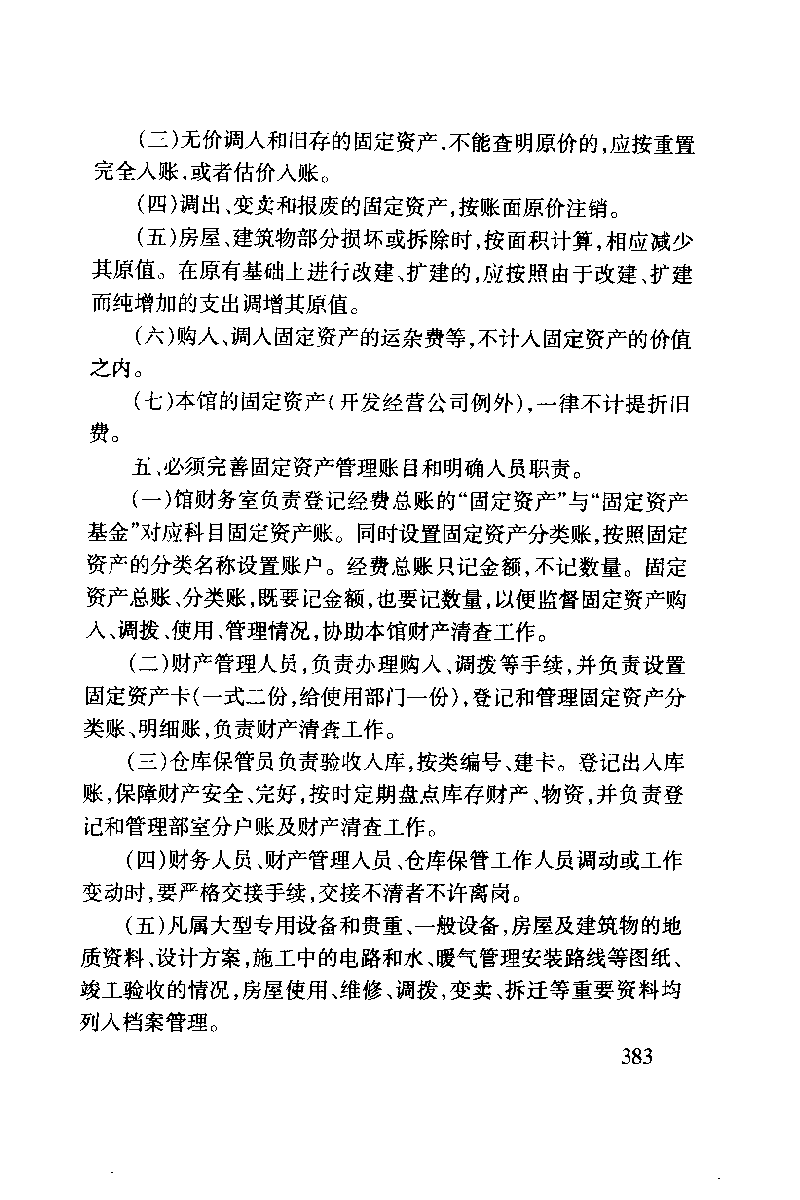 (三)无价调入和旧存的固定资产,不能查明原价的,应按重置
完全入账,或者估价入账。
(四)调出、变卖和报废的固定资产,按账面原价注销。
(五)房屋、建筑物部分损坏或拆除时,按面积计算,相应减少
其原值。在原有基础上进行改建、扩建的,应按照由于改建、扩建
而纯增加的支出调增其原值。
(六)购入、调入固定资产的运杂费等,不计入固定资产的价值
之内。
(七)本馆的固定资产(开发经营公司例外),一律不计提折旧
费。
五、必须完善固定资产管理账目和明确人员职责。
(一)馆财务室负责登记经费总账的“固定资产”与“固定资产
基金”对应科目固定资产账。同时设置固定资产分类账,按照固定
资产的分类名称设置账户。经费总账只记金额,不记数量。固定
资产总账、分类账,既要记金额,也要记数量,以便监督固定资产购
入、调拨、使用、管理情况,协助本馆财产清查工作。
(二)财产管理人员,负责办理购入、调拨等手续,并负责设置
固定资产卡(一式二份,给使用部门一份),登记和管理固定资产分
类账、明细账,负责财产清查工作。
(三)仓库保管员负责验收入库,按类编号、建卡。登记出入库
账,保障财产安全、完好,按时定期盘点库存财产、物资,并负责登
记和管理部室分户账及财产清查工作。
(四)财务人员、财产管理人员、仓库保管工作人员调动或工作
变动时,要严格交接手续,交接不清者不许离岗。
(五)凡属大型专用设备和贵重、一般设备,房屋及建筑物的地
质资料、设计方案,施工中的电路和水、暖气管理安装路线等图纸、
竣工验收的情况,房屋使用、维修、调拨,变卖、拆迁等重要资料均
列入档案管理。
383